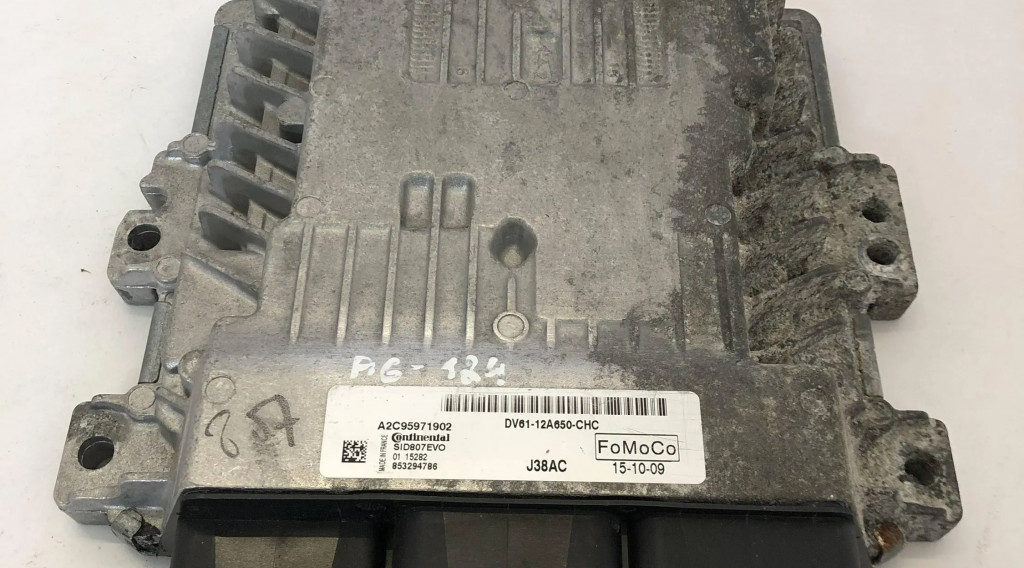 A2C95971902
Continental
SID807EVO
01 15282
853294786
MADE IN FRANCE
DV61-12A650-CHC
FoMoCo
J38AC
15-10-09